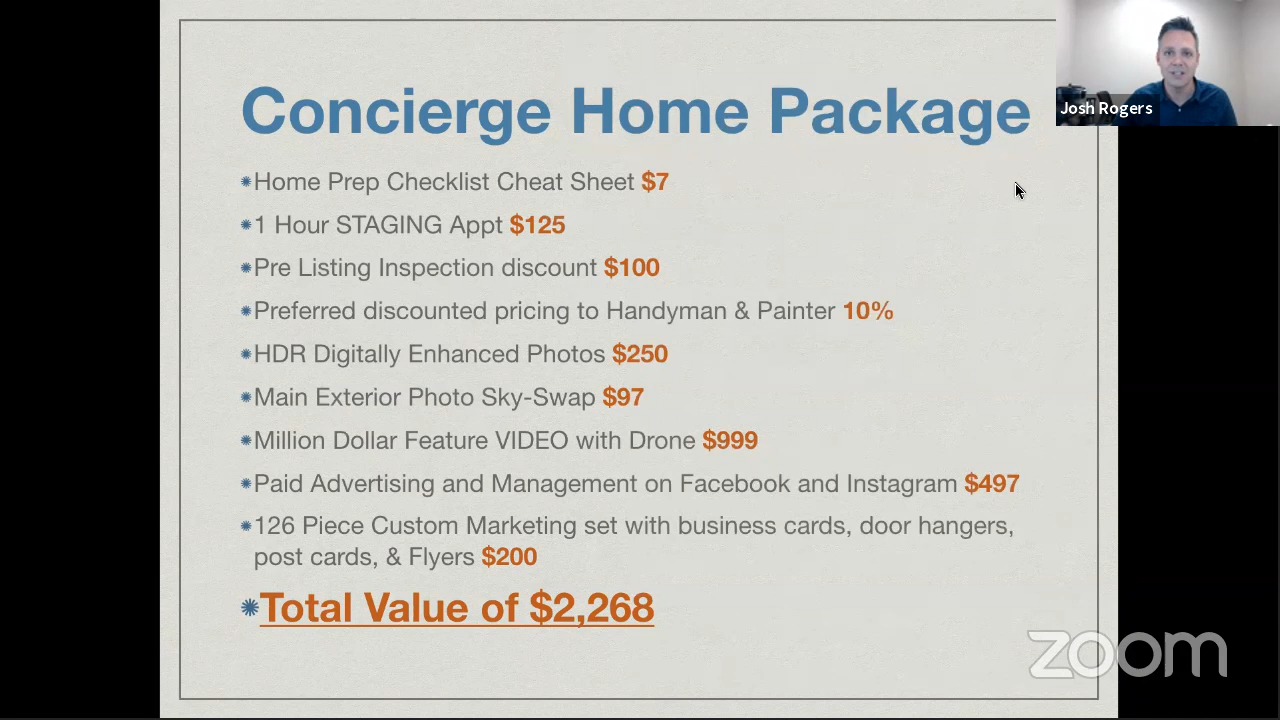 Concierge Home Package
Josh Rogers
Home Prep Checklist Cheat Sheet $7
1 Hour STAGING Appt $125
Pre Listing Inspection discount $100
Preferred discounted pricing to Handyman & Painter 10%
HDR Digitally Enhanced Photos $250
Main Exterior Photo Sky-Swap $97
Million Dollar Feature VIDEO with Drone $999
Paid Advertising and Management on Facebook and Instagram $497
126 Piece Custom Marketing set with business cards, door hangers,
post cards, & Flyers $200
Total Value of $2,268
zoom